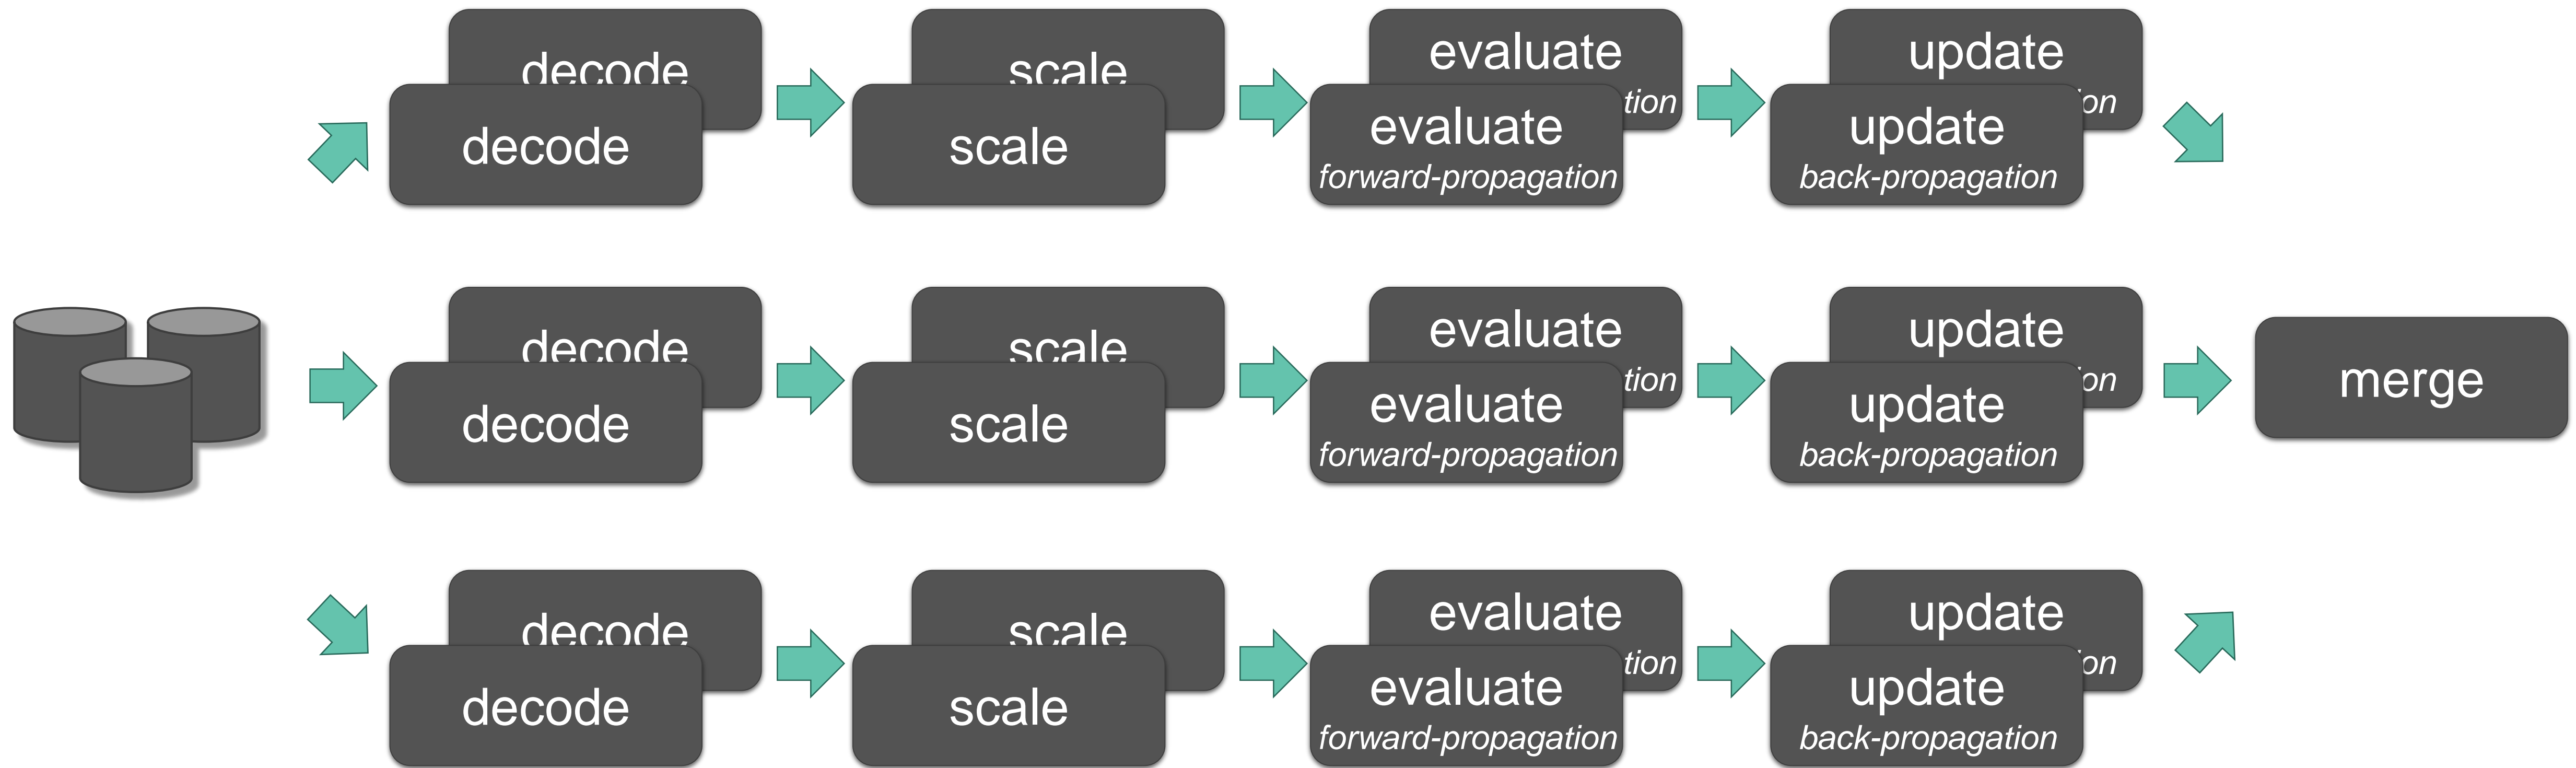 decode
scale
evaluate
tion
update
on
decode
scale
evaluate
forward-propagation
update
back-propagation
decode
scale
evaluate
tion
update
on
decode
scale
evaluate
forward-propagation
update
back-propagation
merge
decode
scale
evaluate
tion
update
on
decode
scale
evaluate
forward-propagation
update
back-propagation